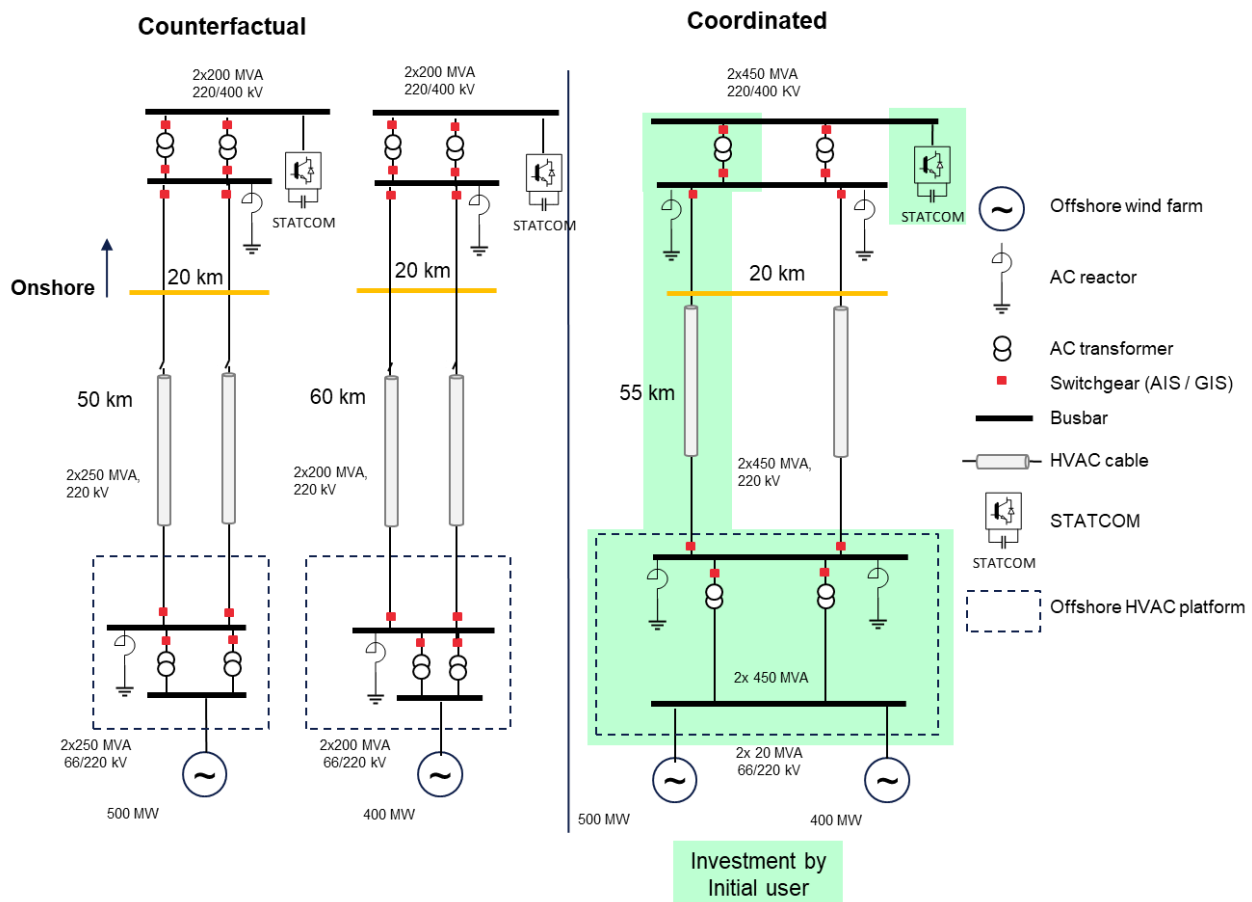 Counterfactual
2x200 MVA
220/400 kV
2x200 MVA
220/400 kV
STATCOM
STATCOM
Onshore
20 km
20 km
50 km
60 km
2x250 MVA,
220 kV
2x200 MVA,
220 kV
2x250 MVA
66/220 kV
2x200 MVA
66/220 kV
~
~
500 MW
400 MW
Coordinated
2x450 MVA
220/400 KV
STATCOM
20 km
55 km
2x450 MVA,
220 kV
2x 450 MVA
2x 20 MVA
66/220 kV
~
~
500 MW
400 MW
Investment by
Initial user
~
Offshore wind farm
AC reactor
AC transformer
Switchgear (AIS / GIS)
Busbar
HVAC cable
STATCOM
STATCOM
Offshore HVAC platform